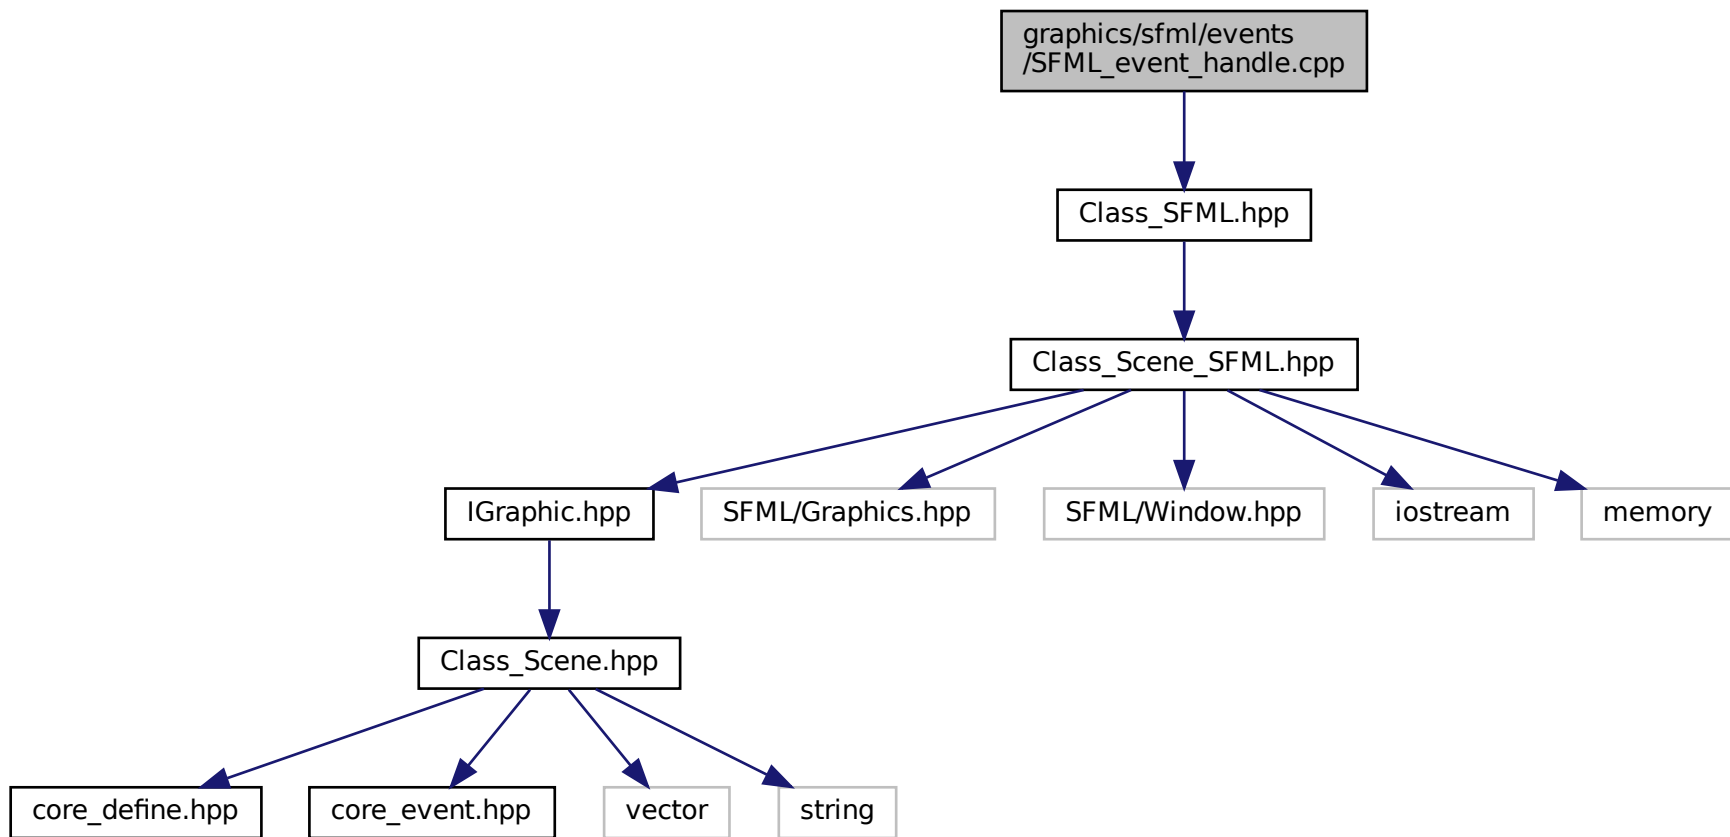 graphics/sfml/events
/SFML_event_handle.cpp
Class_SFML.hpp
Class_Scene_SFML.hpp
IGraphic.hpp
SFML/Graphics.hpp
SFML/Window.hpp
iostream
memory
Class_Scene.hpp
core_define.hpp
core_event.hpp
vector
string